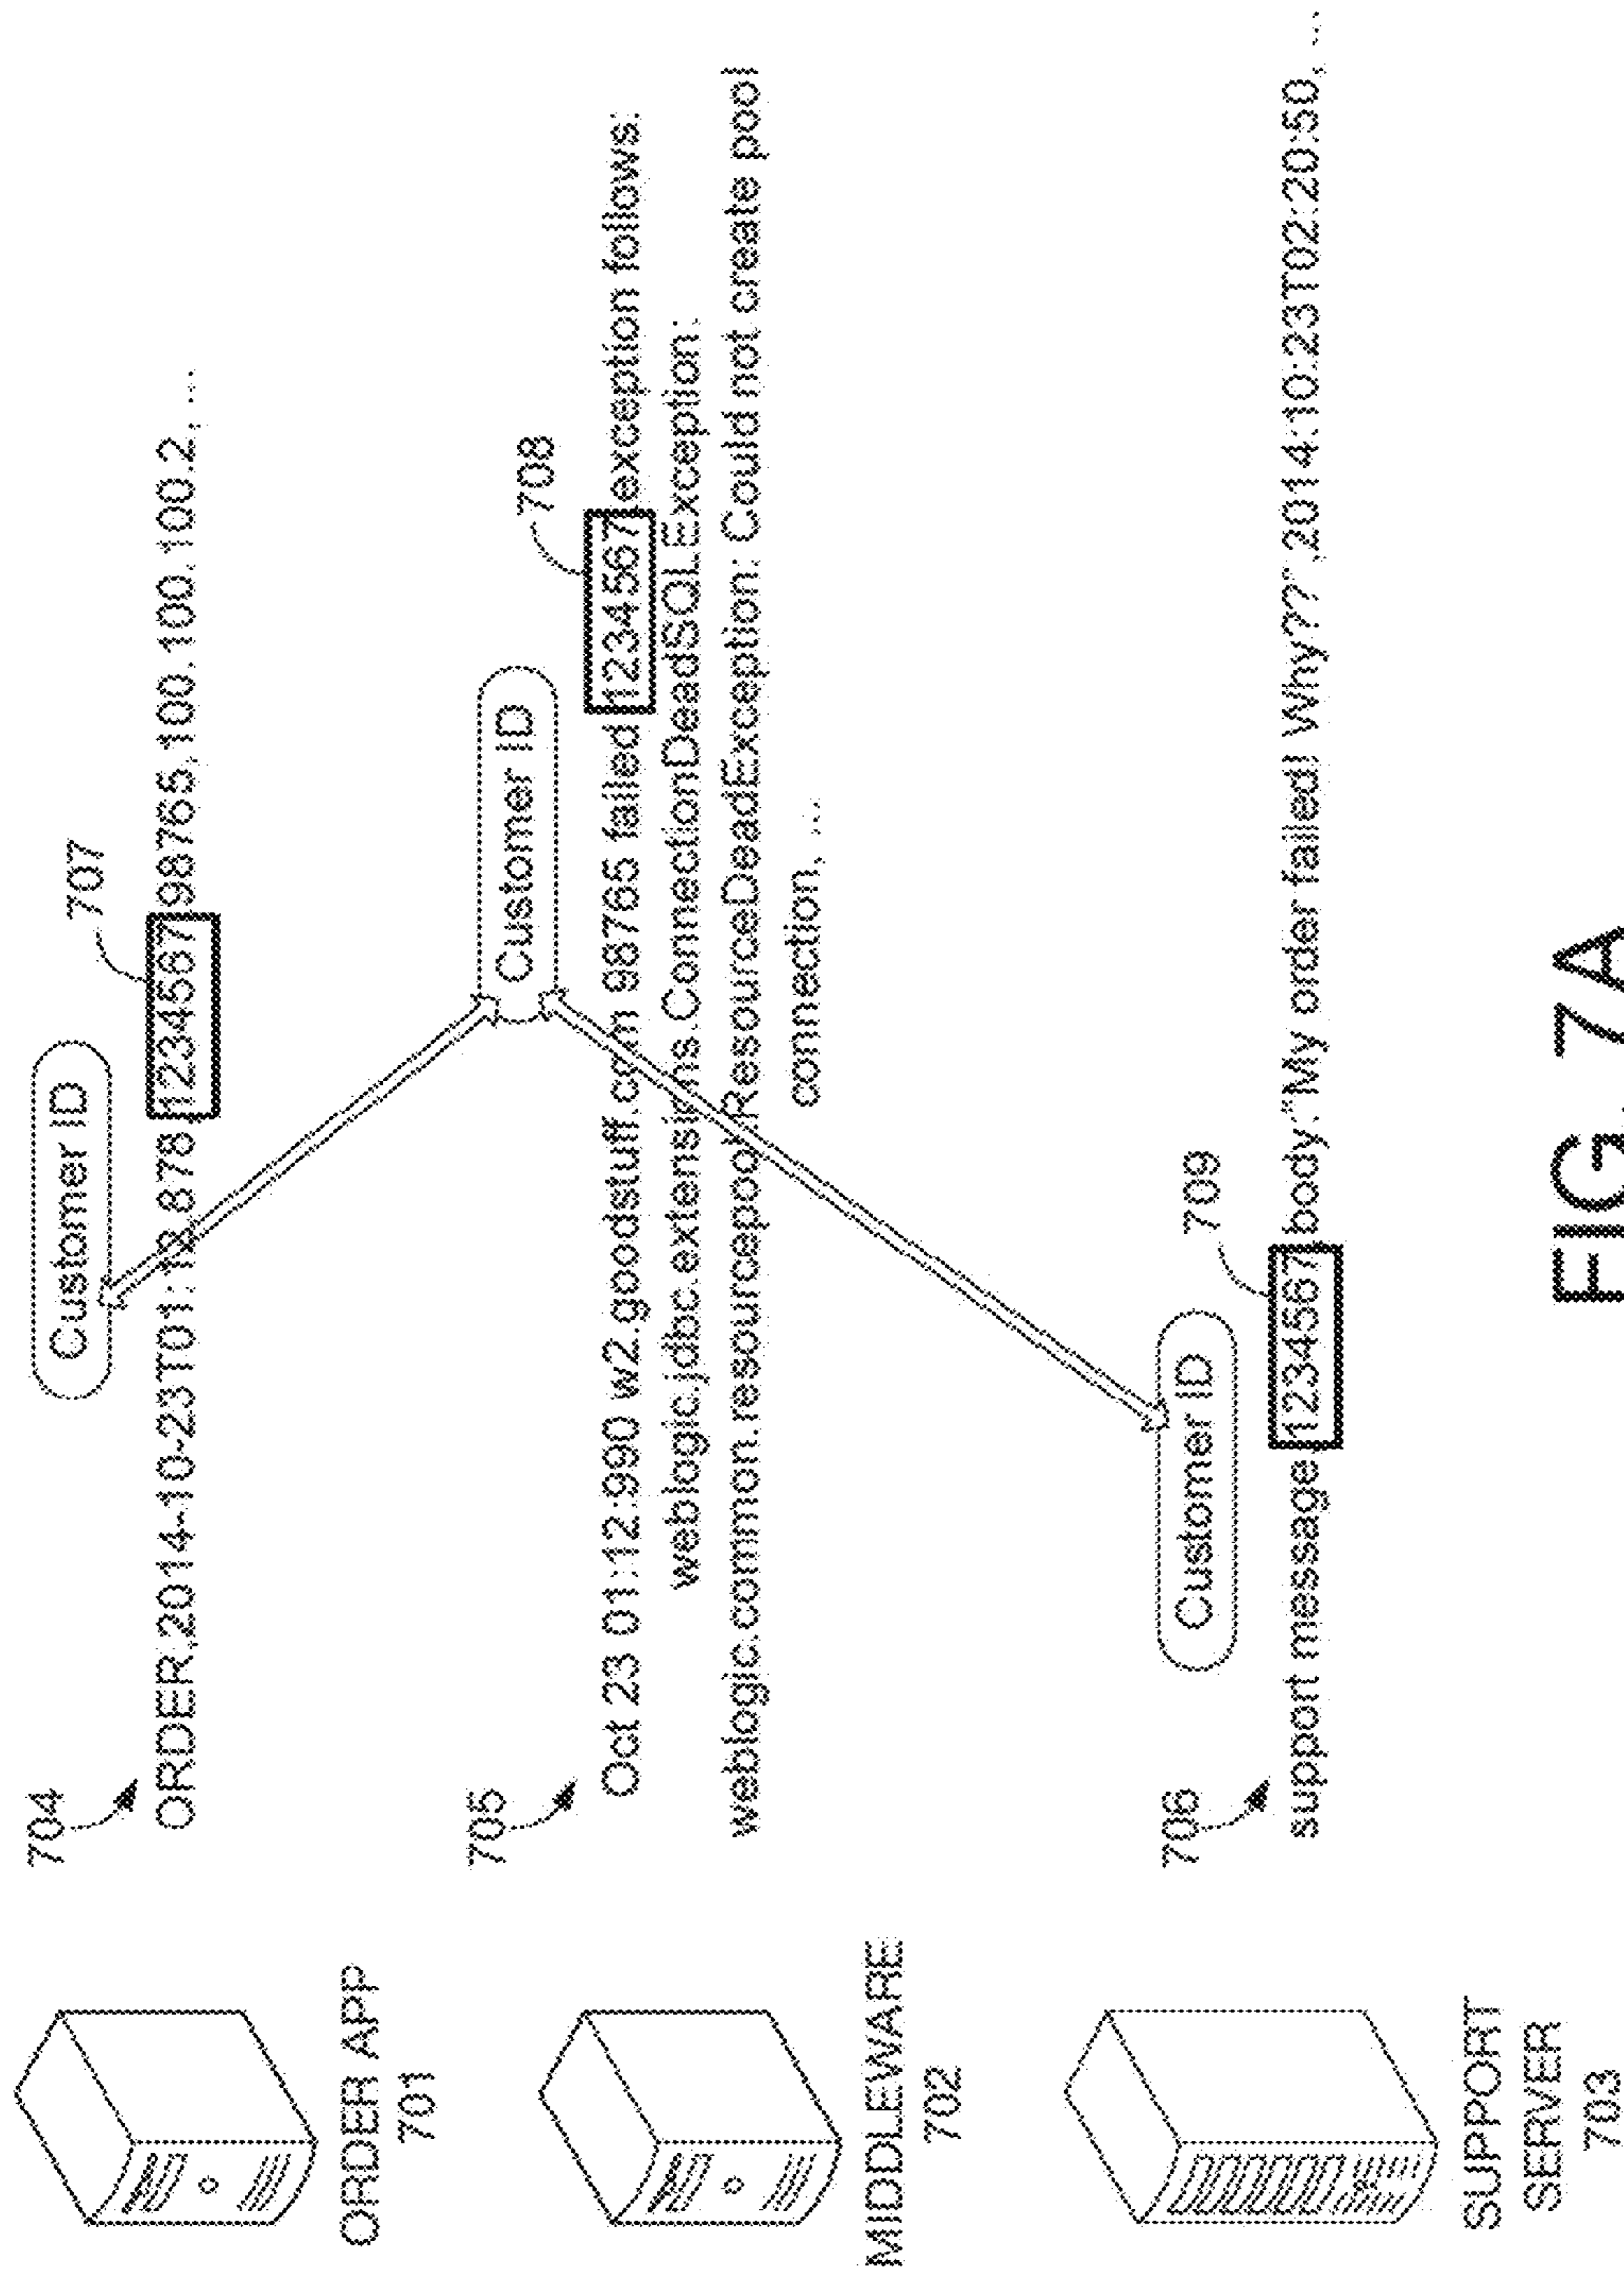 704
Customer ID
707
ORDER,2014-10-23T01:12.878,1234567,98765,100.100.100.2, ...
ORDER APP
701
705
Customer ID
708
Oct 23 01:12:990 w2.goodstuff.com 98765 failed 1234567 exception follows:
weblogic.jdbc.extensions.ConnectionDeadSQLException:
weblogic.common.resourcepool.ResourceDeadException: Could not create pool
connection, ...
MIDDLEWARE
702
706
Customer ID
709
support message 1234567 body:"My order failed! Why??",2014:10:23T02:20:50, ...
SUPPORT
SERVER
703
FIG. 7A